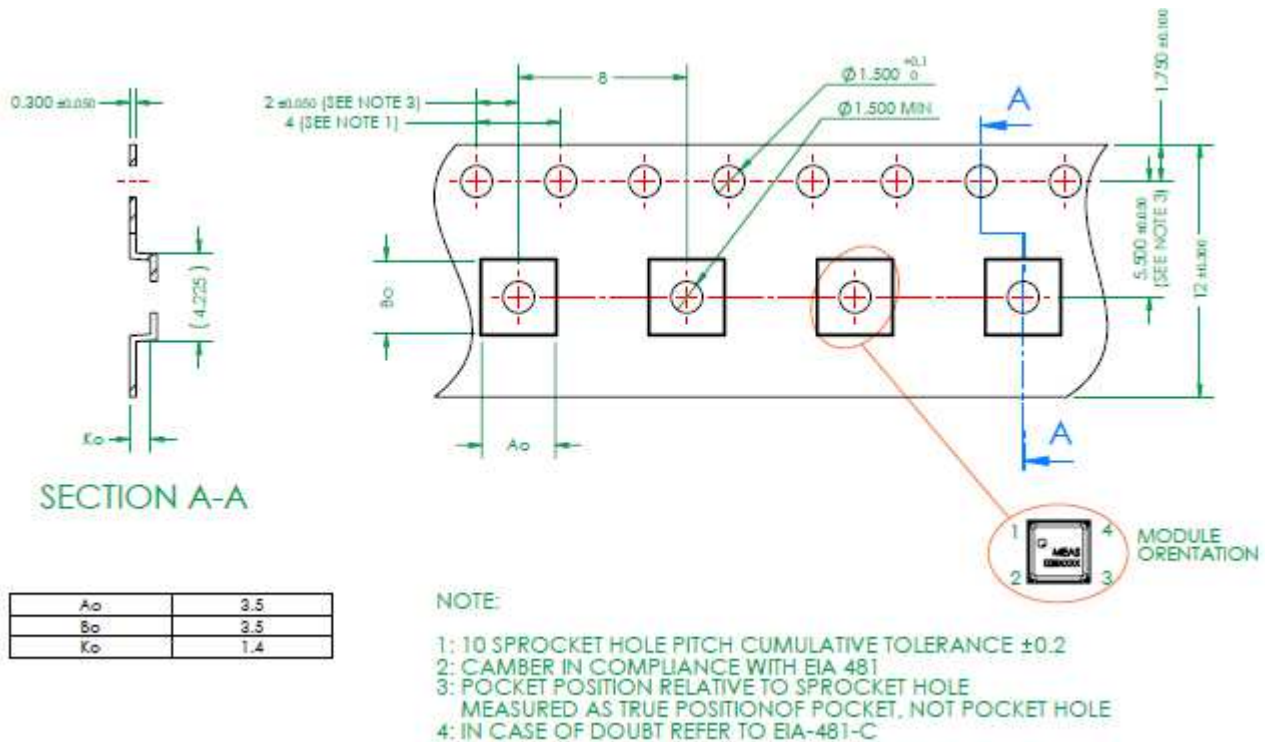 0.300 ±0.050
2 ±0.050 (SEE NOTE 3)
4 (SEE NOTE 1)
8
Ø1.500 +0.1 0
Ø1.500 MIN
A
1.750 ±0.100
5.500 ±0.050
(SEE NOTE 3)
12 ±0.300
(4.225)
Bo
Ko
Ao
A
SECTION A-A
1
4
2
3
MEAS
MODULE
ORENTATION
Ao 3.5
Bo 3.5
Ko 1.4
NOTE:
1: 10 SPROCKET HOLE PITCH CUMULATIVE TOLERANCE ±0.2
2: CAMBER IN COMPLIANCE WITH EIA 481
3: POCKET POSITION RELATIVE TO SPROCKET HOLE
MEASURED AS TRUE POSITIONOF POCKET, NOT POCKET HOLE
4: IN CASE OF DOUBT REFER TO EIA-481-C